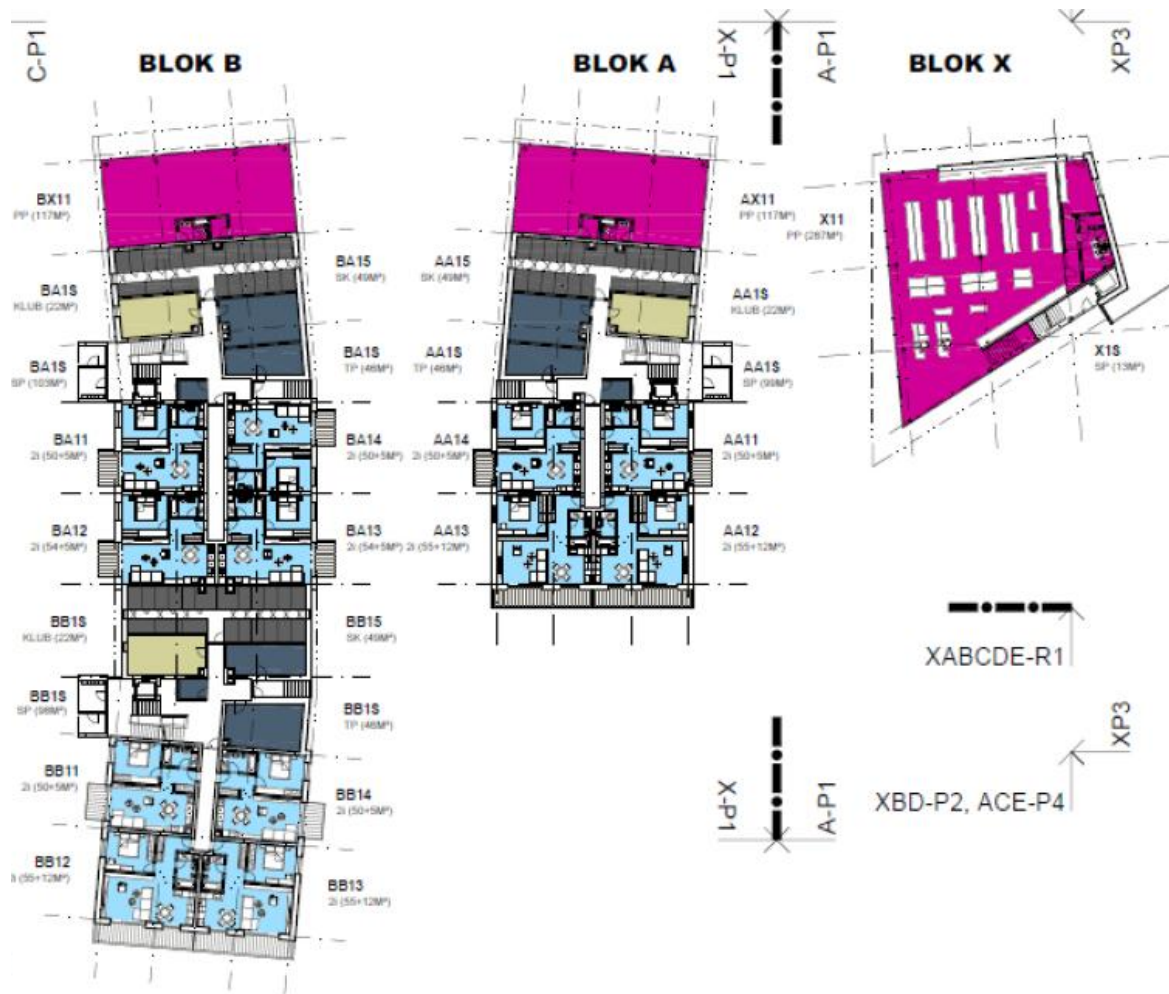 C-P1
BLOK B
BLOK A
X-P1
A-P1
BLOK X
XP3
BX11
PP (117M²)
AX11
PP (117M²)
X11
PP (287M²)
BA15
SK (49M²)
AA15
SK (49M²)
BA1S
KLUB (22M²)
AA1S
KLUB (22M²)
BA1S
SP (103M²)
BA1S
TP (46M²)
AA1S
TP (46M²)
AA1S
SP (99M²)
X1S
SP (13M²)
BA11
2i (50+5M²)
BA14
2i (50+5M²)
AA14
2i (50+5M²)
AA11
2i (50+5M²)
BA12
2i (54+5M²)
BA13
2i (54+5M²)
AA13
2i (55+12M²)
AA12
2i (55+12M²)
BB1S
KLUB (22M²)
BB15
SK (49M²)
XABCDE-R1
BB1S
SP (98M²)
BB1S
TP (46M²)
X-P1
A-P1
XP3
BB11
2i (50+5M²)
BB14
2i (50+5M²)
XBD-P2, ACE-P4
BB12
(55+12M²)
BB13
2i (55+12M²)